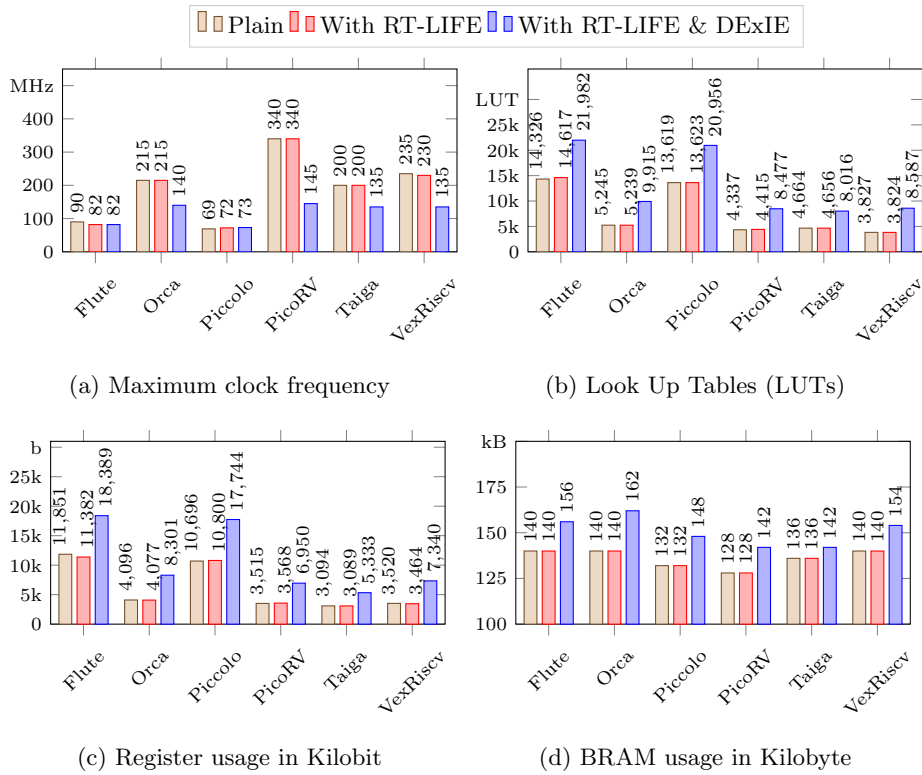 Plain With RT-LIFE With RT-LIFE & DExIE
MHz
400
300
200
100
0
90 82 82
215 215 140
69 72 73
340 340 145
200 200 135
235 230 135
Flute Orca Piccolo PicoRV Taiga VexRiscv
(a) Maximum clock frequency
LUT
25k
20k
15k
10k
5k
0
14,326 14,617 21,982
5,245 5,239 9,915
13,619 13,623 20,956
4,337 4,415 8,477
4,664 4,656 8,016
3,827 3,824 8,587
Flute Orca Piccolo PicoRV Taiga VexRiscv
(b) Look Up Tables (LUTs)
b
25k
20k
15k
10k
5k
0
11,851 11,382 18,389
4,096 4,077 8,301
10,696 10,800 17,744
3,515 3,568 6,950
3,094 3,089 5,333
3,520 3,464 7,340
Flute Orca Piccolo PicoRV Taiga VexRiscv
(c) Register usage in Kilobit
kB
175
150
125
100
140 140 156
140 140 162
132 132 148
128 128 142
136 136 142
140 140 154
Flute Orca Piccolo PicoRV Taiga VexRiscv
(d) BRAM usage in Kilobyte